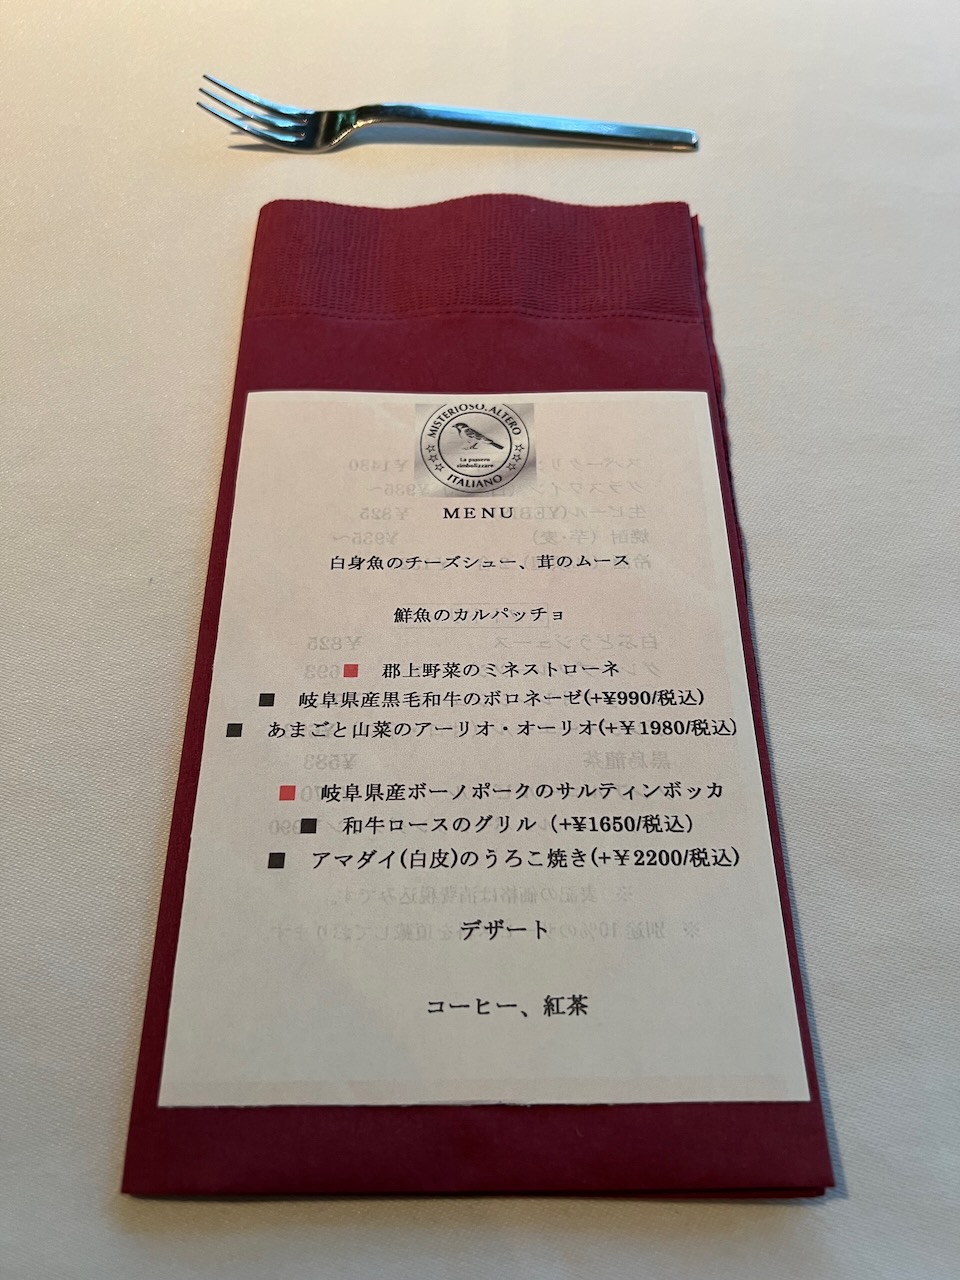 MISTERIOSO.ALTERO
La passero
simbolizzare
ITALIANO
MENU
白身魚のチーズシュー、茸のムース
鮮魚のカルパッチョ
■ 郡上野菜のミネストローネ
■ 岐阜県産黒毛和牛のボロネーゼ(+¥990/税込)
■ あまごと山菜のアーリオ・オーリオ(+￥1980/税込)
■ 岐阜県産ボーノポークのサルティンボッカ
■ 和牛ロースのグリル（+¥1650/税込)
■ アマダイ(白皮)のうろこ焼き(+￥2200/税込)
デザート
コーヒー、紅茶